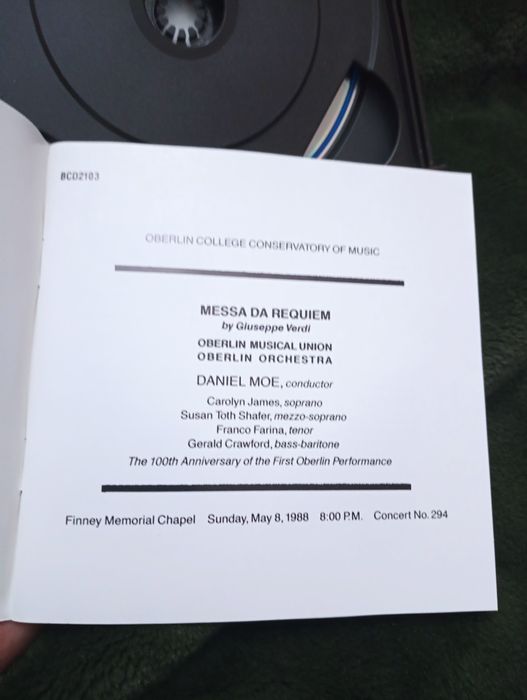 BCD2103
OBERLIN COLLEGE CONSERVATORY OF MUSIC
MESSA DA REQUIEM
by Giuseppe Verdi
OBERLIN MUSICAL UNION
OBERLIN ORCHESTRA
DANIEL MOE, conductor
Carolyn James, soprano
Susan Toth Shafer, mezzo-soprano
Franco Farina, tenor
Gerald Crawford, bass-baritone
The 100th Anniversary of the First Oberlin Performance
Finney Memorial Chapel Sunday, May 8, 1988 8:00 P.M. Concert No. 294